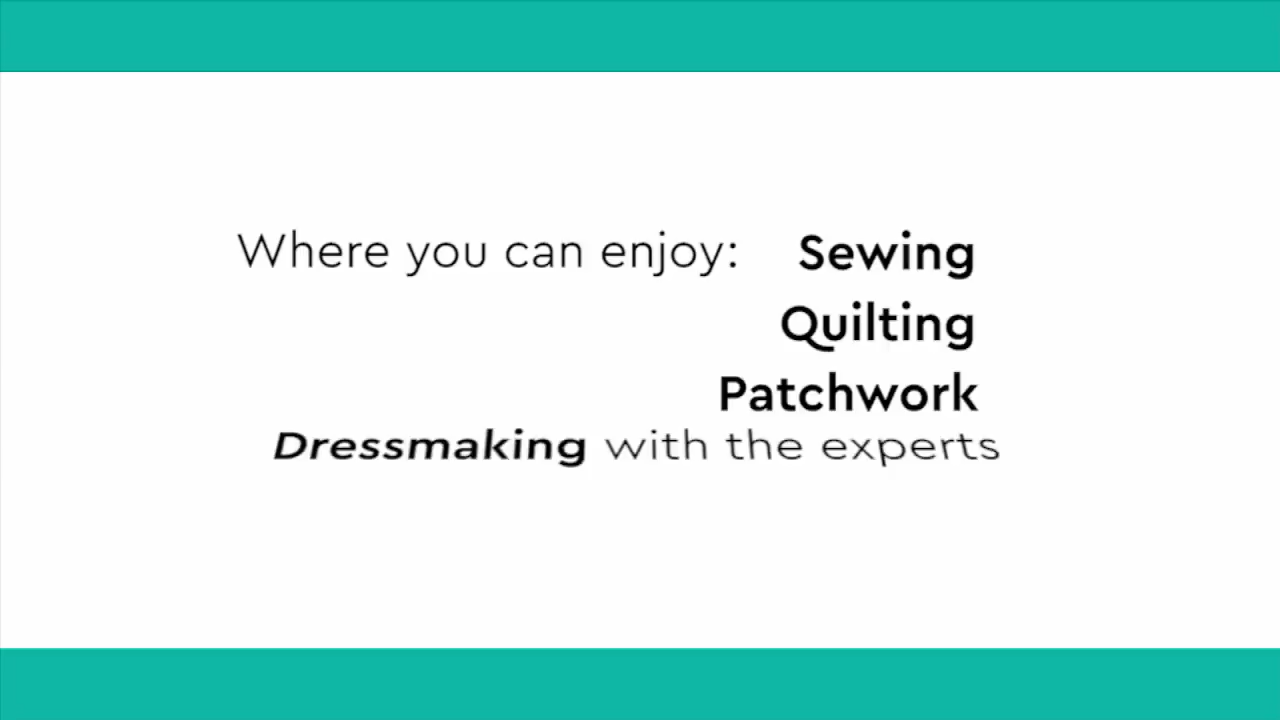 Where you can enjoy: Sewing
Quilting
Patchwork
Dressmaking with the experts